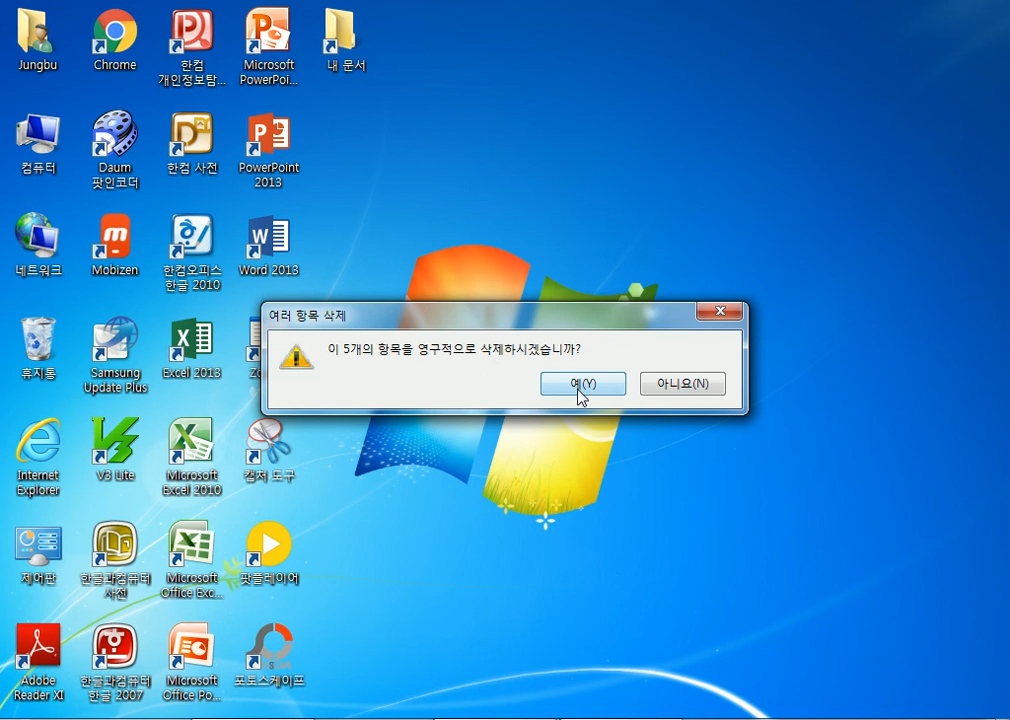 Jungbu
Chrome
한컴
개인정보탐...
Microsoft
PowerPoi...
내 문서
컴퓨터
Daum
팟인코더
한컴 사전
PowerPoint
2013
네트워크
Mobizen
한컴오피스
한글 2010
Word 2013
휴지통
Samsung
Update Plus
Excel 2013
여러 항목 삭제
이 5개의 항목을 영구적으로 삭제하시겠습니까?
예(Y)
아니요(N)
Internet
Explorer
V3 Lite
Microsoft
Excel 2010
캡처 도구
제어판
한글과컴퓨터
사전
Microsoft
Office Exc...
팟플레이어
Adobe
Reader XI
한글과컴퓨터
한글 2007
Microsoft
Office Po...
포토스케이프